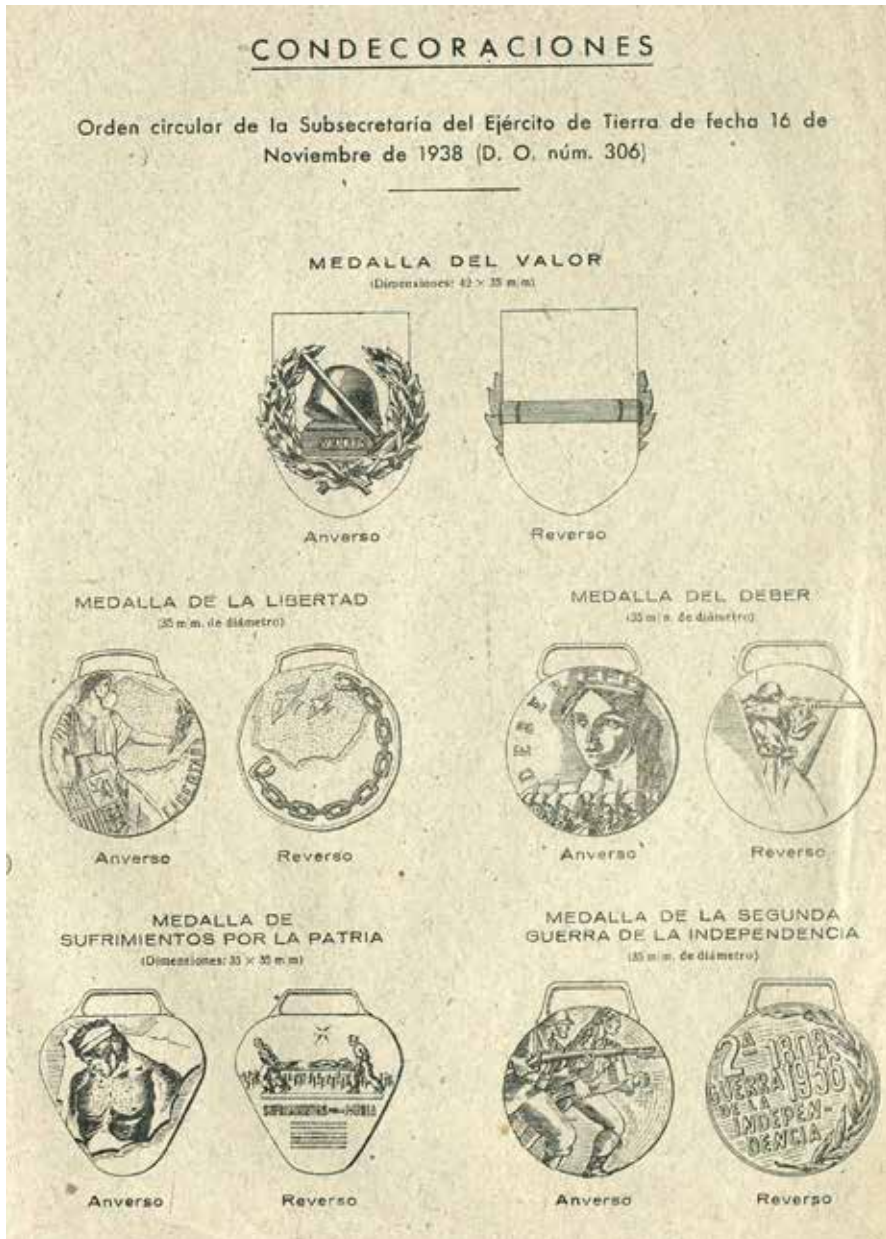 CONDECORACIONES
Orden circular de la Subsecretaría del Ejército de Tierra de fecha 16 de
Noviembre de 1938 (D. O. núm. 306)
MEDALLA DEL VALOR
(Dimensiones: 42 × 35 m/m)
Anverso
Reverso
MEDALLA DE LA LIBERTAD
(35 m/m. de diámetro)
LIBERTAD
Anverso
Reverso
MEDALLA DEL DEBER
(35 m/m. de diámetro)
DEBER
Anverso
Reverso
MEDALLA DE
SUFRIMIENTOS POR LA PATRIA
(Dimensiones: 35 × 35 m/m)
SUFRIMIENTOS POR LA PATRIA
Anverso
Reverso
MEDALLA DE LA SEGUNDA
GUERRA DE LA INDEPENDENCIA
(35 m/m. de diámetro)
2ª 1808
GUERRA 1936
DE LA
INDEPEN-
DENCIA
Anverso
Reverso